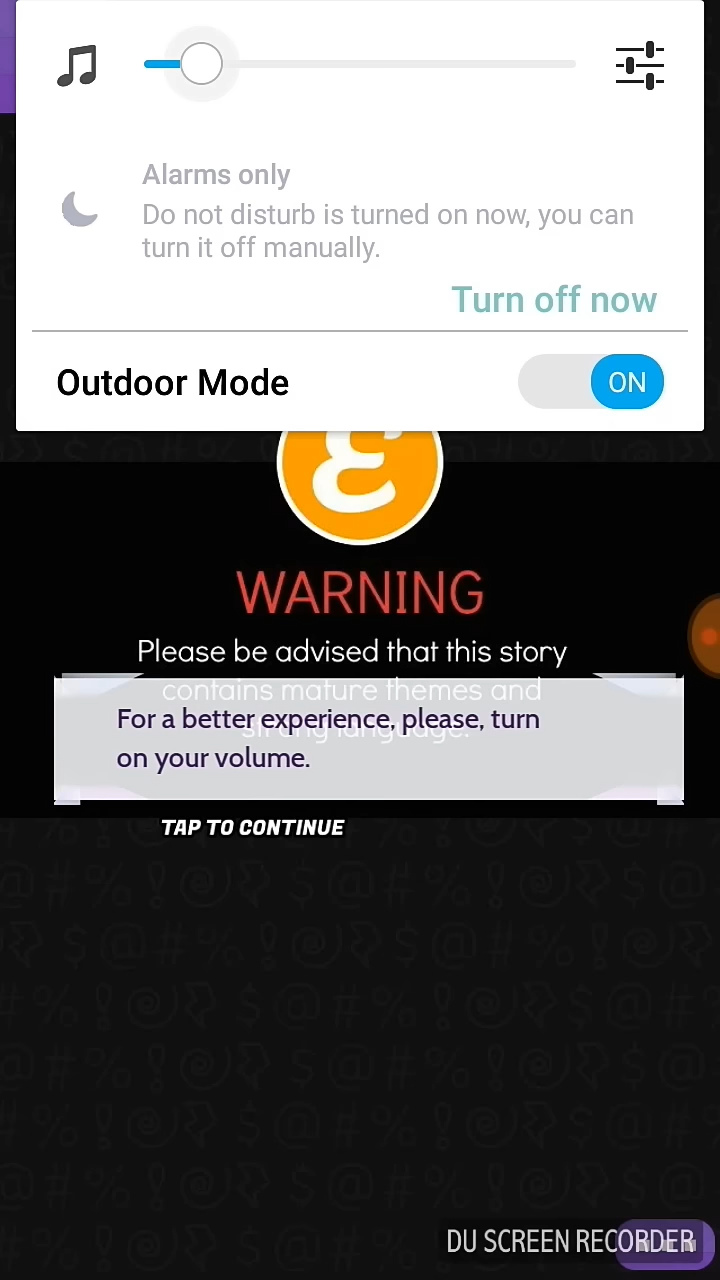 Alarms only
Do not disturb is turned on now, you can
turn it off manually.
Turn off now
Outdoor Mode
ON
WARNING
Please be advised that this story
contains mature themes and
strong language.
For a better experience, please, turn
on your volume.
TAP TO CONTINUE
DU SCREEN RECORDER